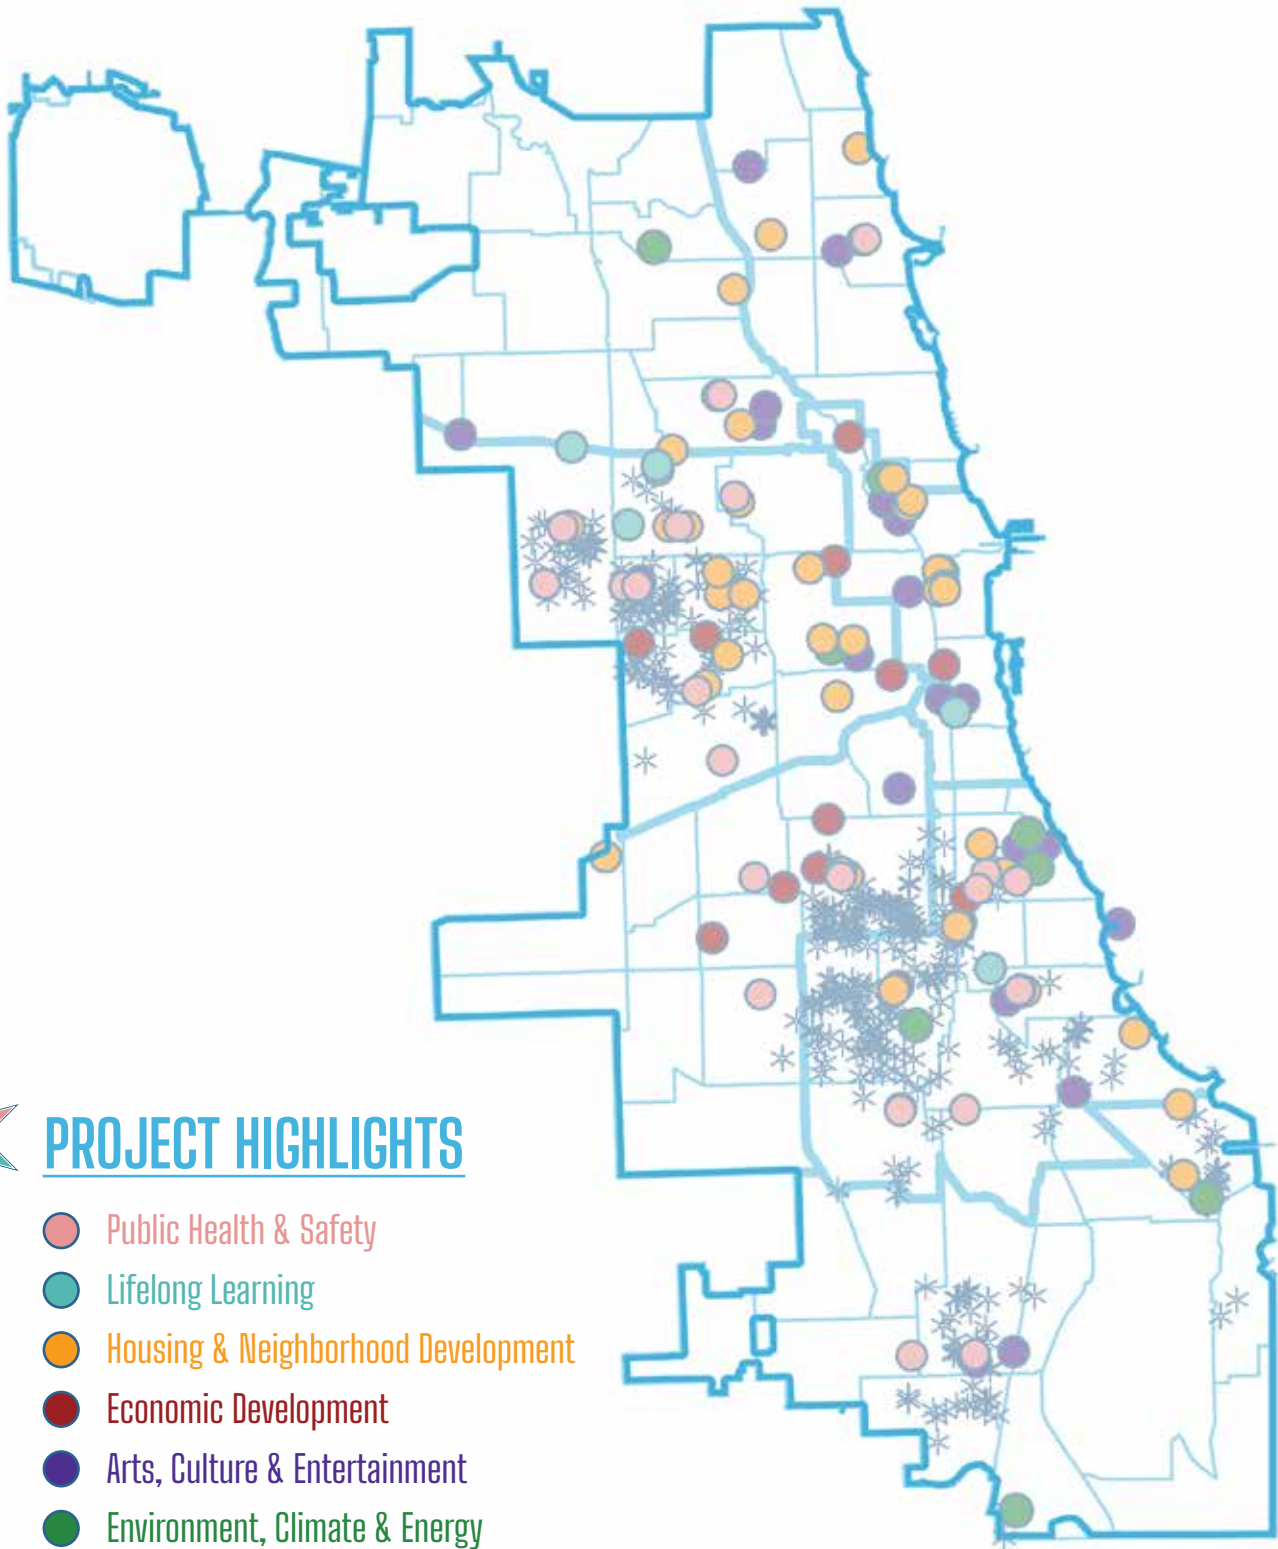 PROJECT HIGHLIGHTS
Public Health & Safety
Lifelong Learning
Housing & Neighborhood Development
Economic Development
Arts, Culture & Entertainment
Environment, Climate & Energy